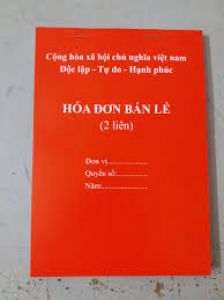 Cộng hòa xã hội chủ nghĩa việt nam
Độc lập - Tự do - Hạnh phúc
HÓA ĐƠN BÁN LẺ
(2 liên)
Đơn vị......................
Quyển số:................
Năm:.........................